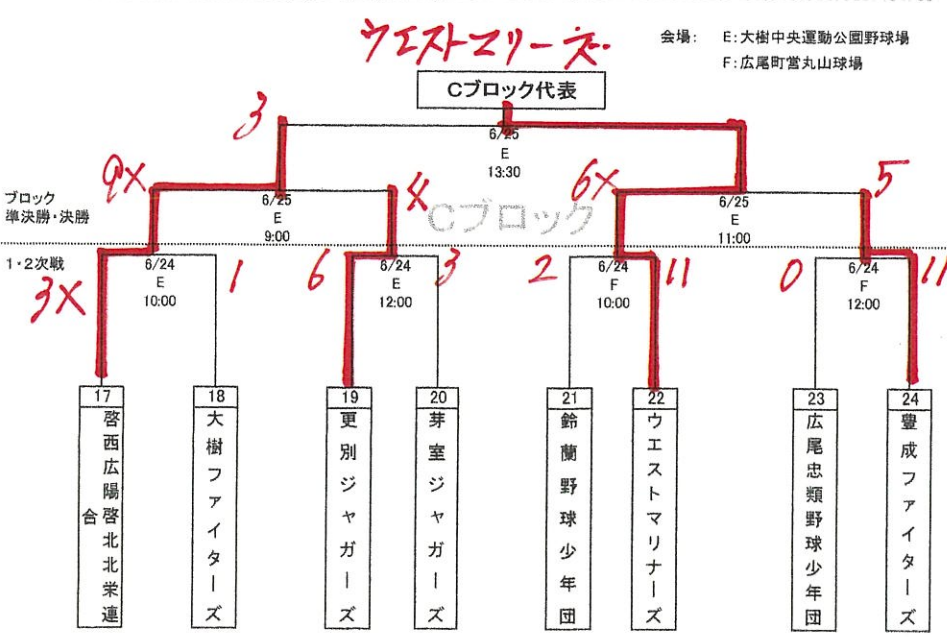 ウエストマリーズ
会場: E:大樹中央運動公園野球場
F:広尾町営丸山球場
Cブロック代表
3
6/25
E
13:30
9X
4
6X
5
ブロック
準決勝・決勝
6/25
E
9:00
Cブロック
6/25
E
11:00
1・2次戦
3X
6/24
E
10:00
1
6
6/24
E
12:00
3
2
6/24
F
10:00
11
0
6/24
F
12:00
11
17
啓西広陽啓北北栄連合
18
大樹ファイターズ
19
更別ジャガーズ
20
芽室ジャガーズ
21
鈴蘭野球少年団
22
ウエストマリナーズ
23
広尾忠類野球少年団
24
豊成ファイターズ